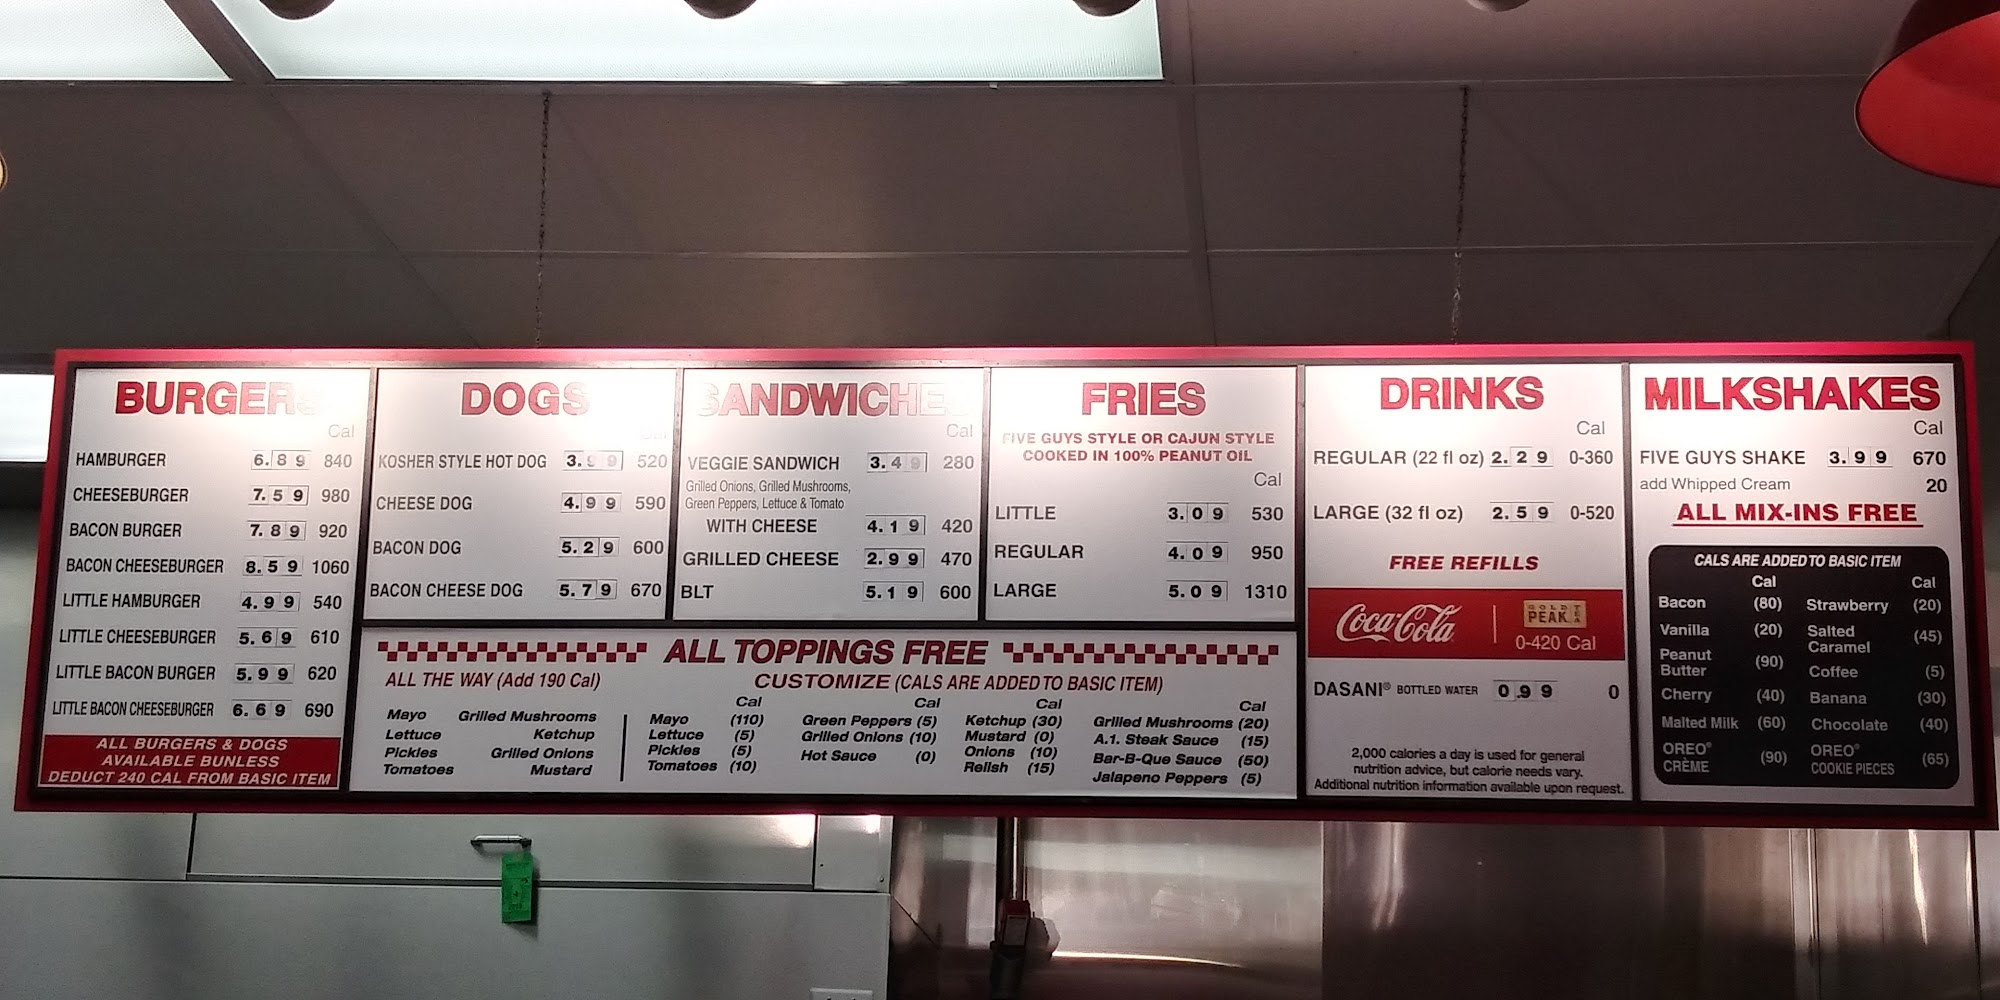 BURGERS
Cal
HAMBURGER 6.89 840
CHEESEBURGER 7.59 980
BACON BURGER 7.89 920
BACON CHEESEBURGER 8.59 1060
LITTLE HAMBURGER 4.99 540
LITTLE CHEESEBURGER 5.69 610
LITTLE BACON BURGER 5.99 620
LITTLE BACON CHEESEBURGER 6.69 690
ALL BURGERS & DOGS
AVAILABLE BUNLESS
DEDUCT 240 CAL FROM BASIC ITEM
DOGS
Cal
KOSHER STYLE HOT DOG 520
CHEESE DOG 4.99 590
BACON DOG 5.29 600
BACON CHEESE DOG 5.79 670
SANDWICHES
Cal
VEGGIE SANDWICH 3.49 280
Grilled Onions, Grilled Mushrooms,
Green Peppers, Lettuce & Tomato
WITH CHEESE 4.19 420
GRILLED CHEESE 2.99 470
BLT 5.19 600
FRIES
FIVE GUYS STYLE OR CAJUN STYLE
COOKED IN 100% PEANUT OIL
Cal
LITTLE 3.09 530
REGULAR 4.09 950
LARGE 5.09 1310
ALL TOPPINGS FREE
ALL THE WAY (Add 190 Cal)
Mayo Grilled Mushrooms
Lettuce Ketchup
Pickles Grilled Onions
Tomatoes Mustard
CUSTOMIZE (CALS ARE ADDED TO BASIC ITEM)
Cal Cal Cal Cal
Mayo (110) Green Peppers (5) Ketchup (30) Grilled Mushrooms (20)
Lettuce (5) Grilled Onions (10) Mustard (0) A.1. Steak Sauce (15)
Pickles (5) Hot Sauce (0) Onions (10) Bar-B-Que Sauce (50)
Tomatoes (10) Relish (15) Jalapeno Peppers (5)
DRINKS
Cal
REGULAR (22 fl oz) 2.29 0-360
LARGE (32 fl oz) 2.59 0-520
FREE REFILLS
Coca-Cola GOLD PEAK TEA
0-420 Cal
DASANI® BOTTLED WATER 0.99 0
2,000 calories a day is used for general
nutrition advice, but calorie needs vary.
Additional nutrition information available upon request.
MILKSHAKES
Cal
FIVE GUYS SHAKE 3.99 670
add Whipped Cream 20
ALL MIX-INS FREE
CALS ARE ADDED TO BASIC ITEM
Cal Cal
Bacon (80) Strawberry (20)
Vanilla (20) Salted Caramel (45)
Peanut Butter (90) Coffee (5)
Cherry (40) Banana (30)
Malted Milk (60) Chocolate (40)
OREO® CRÈME (90) OREO® COOKIE PIECES (65)